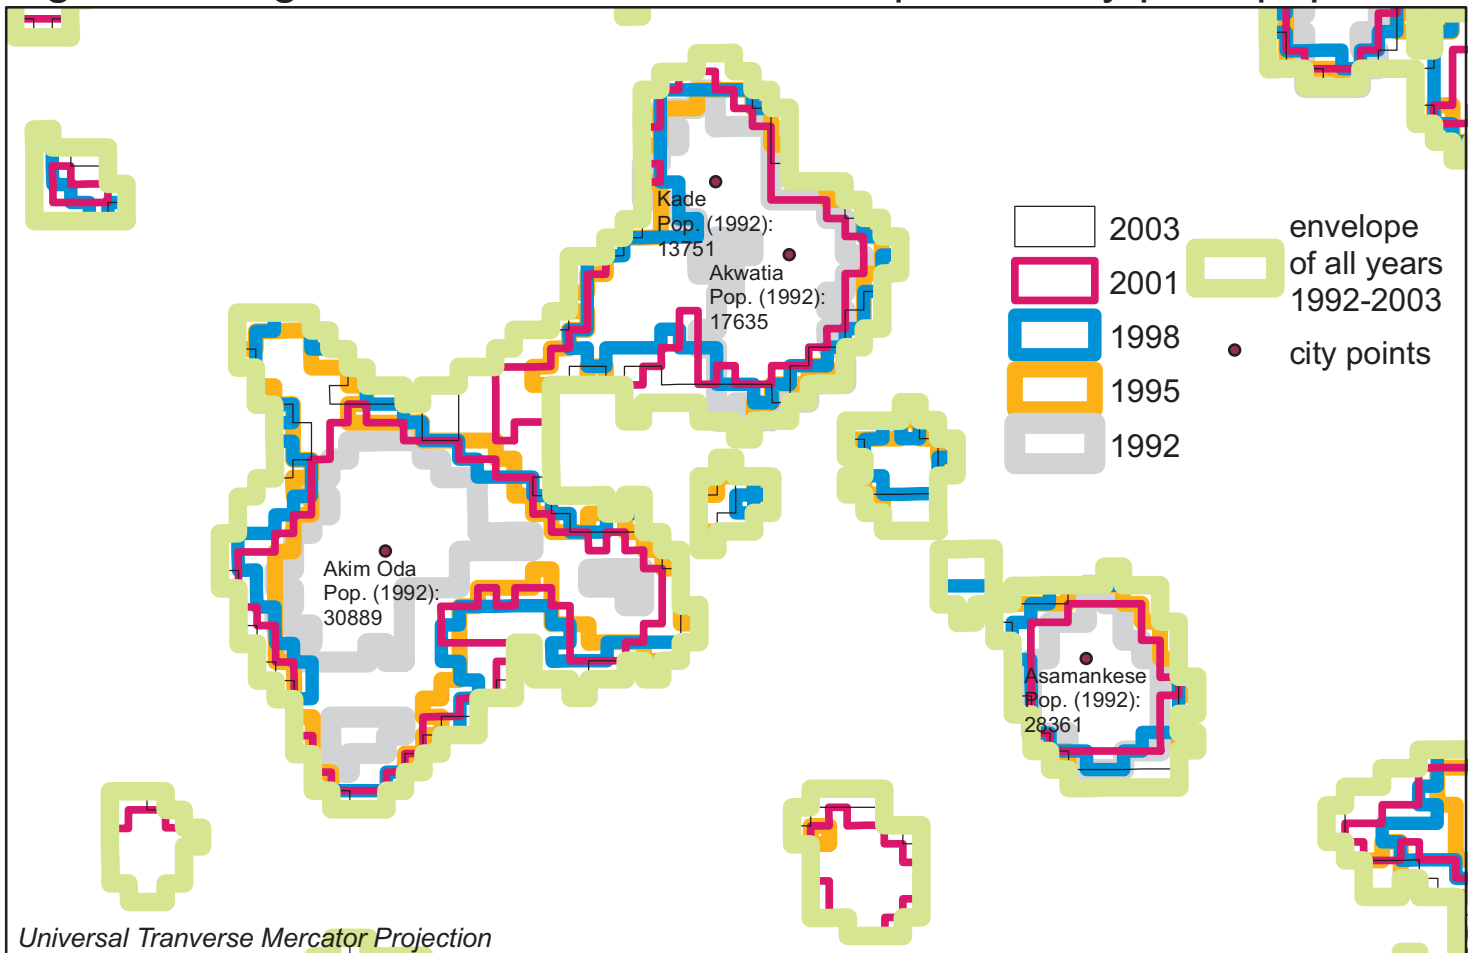 Kade
Pop. (1992):
13751
Akwatia
Pop. (1992):
17635
2003
2001
1998
1995
1992
envelope
of all years
1992-2003
city points
Akim Oda
Pop. (1992):
30889
Asamankese
Pop. (1992):
28361
Universal Tranverse Mercator Projection